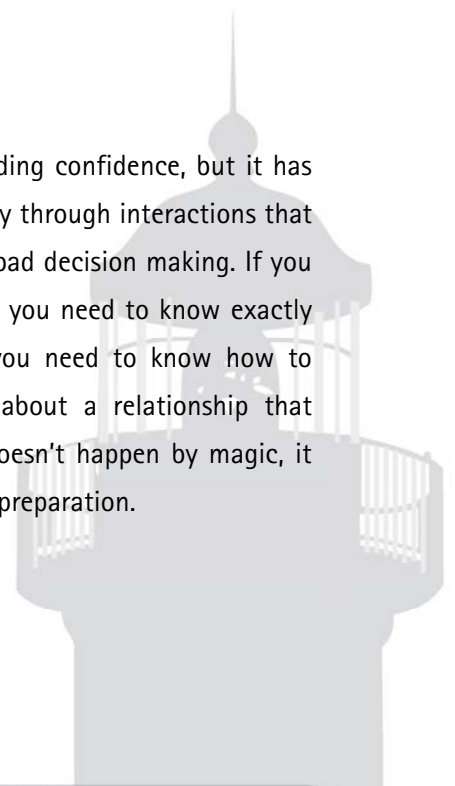 ding confidence, but it has
y through interactions that
bad decision making. If you
you need to know exactly
you need to know how to
about a relationship that
oesn't happen by magic, it
preparation.